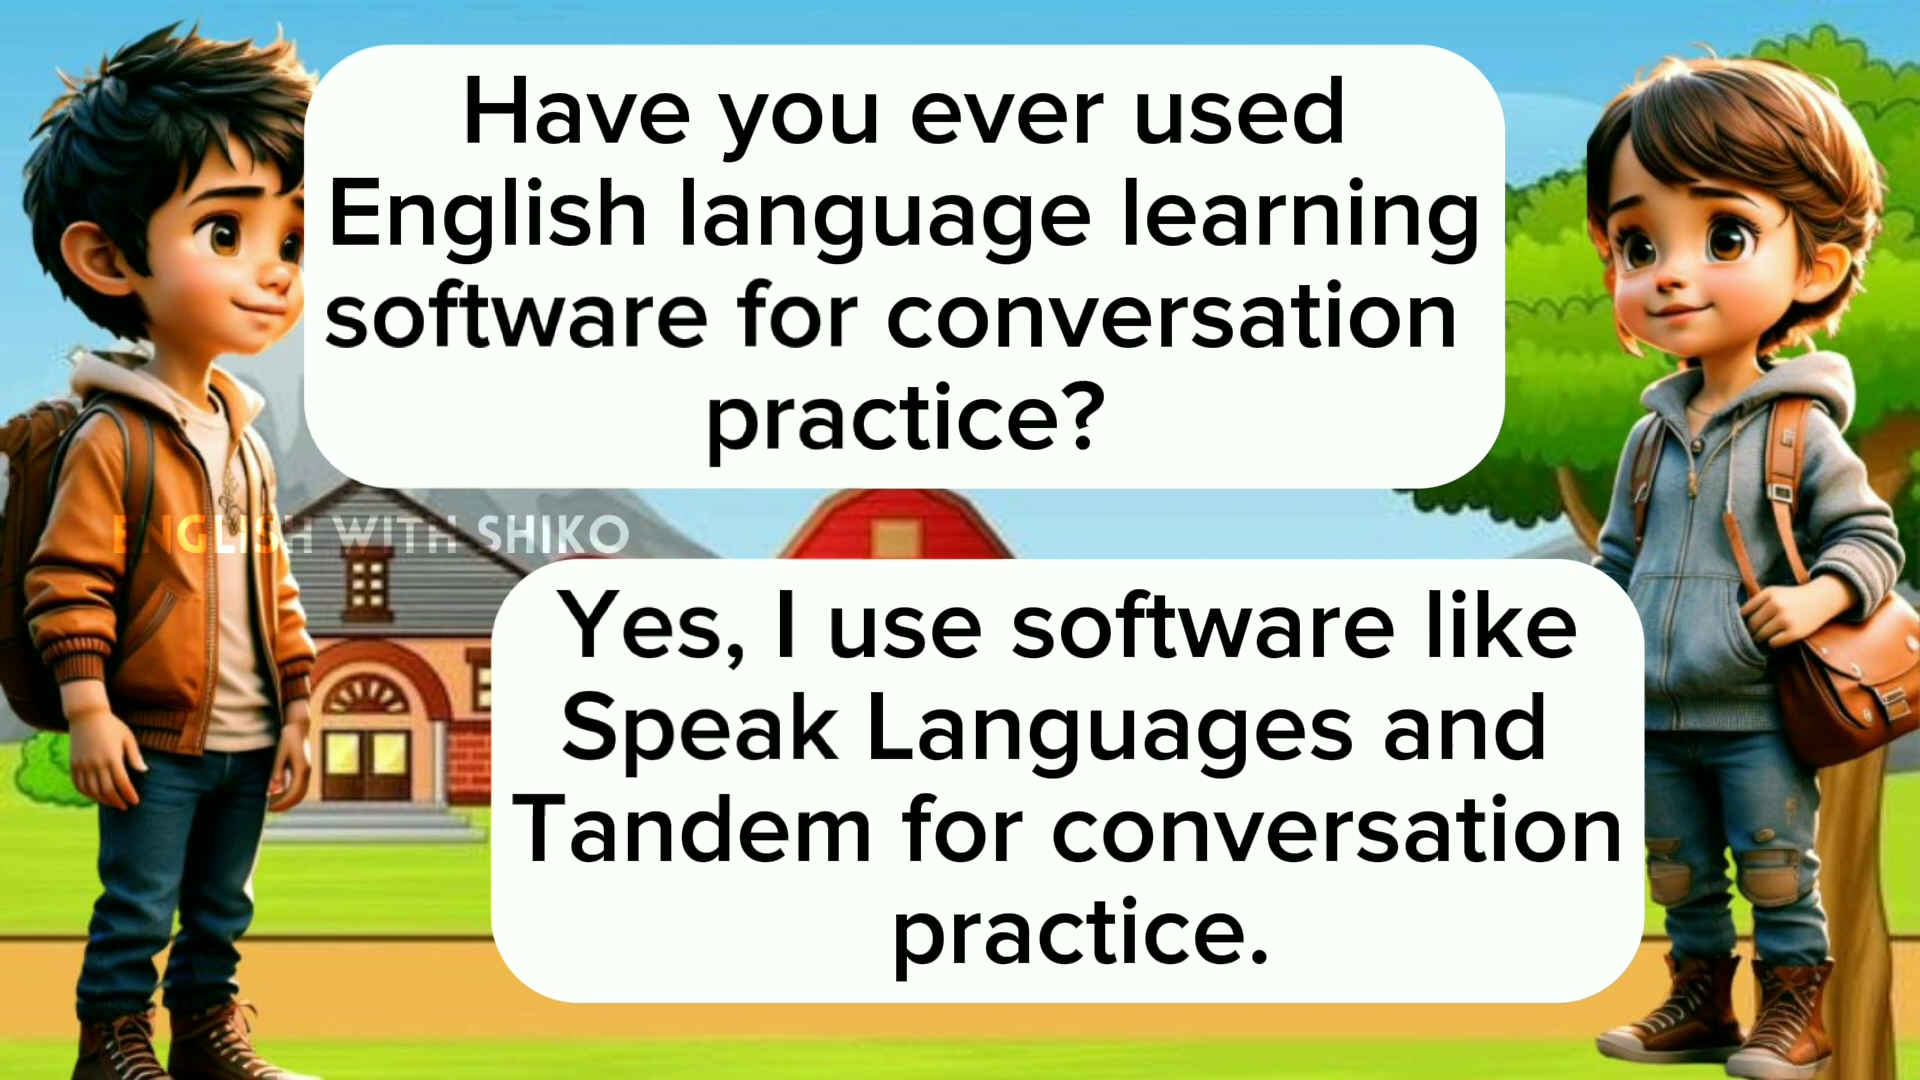 Have you ever used
English language learning
software for conversation
practice?
ENGLISH WITH SHIKO
Yes, I use software like
Speak Languages and
Tandem for conversation
practice.